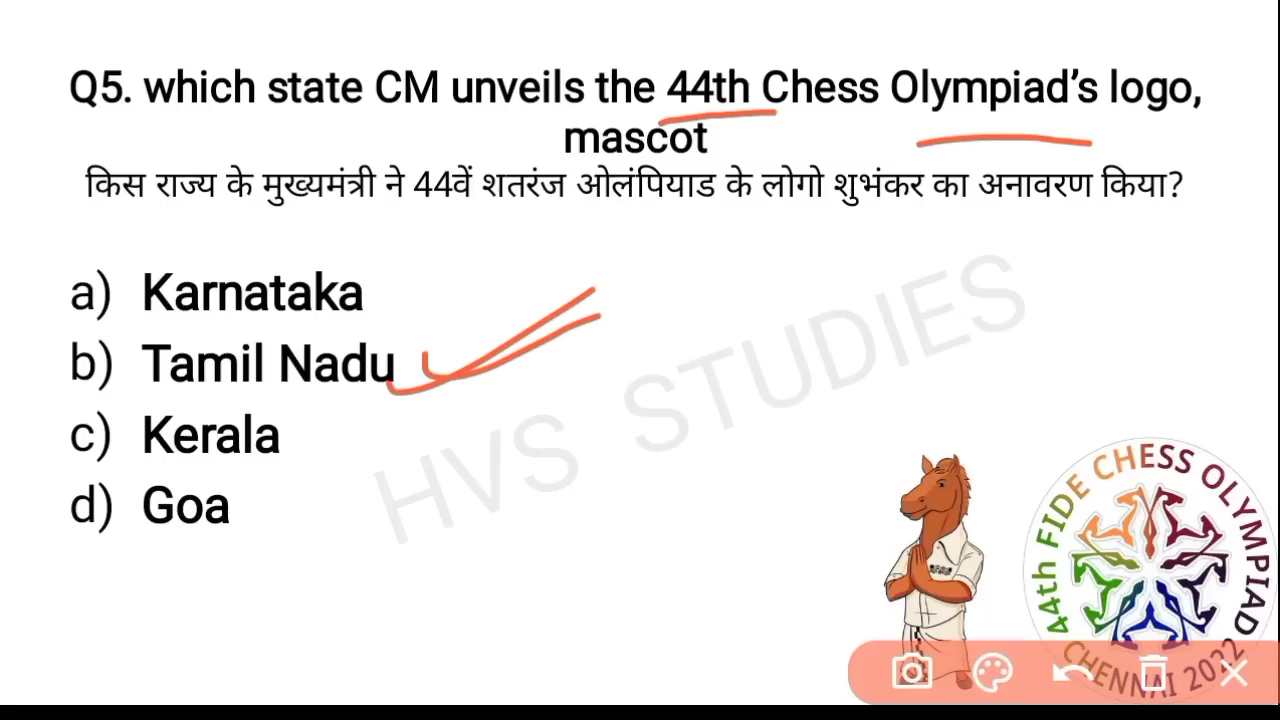 Q5. which state CM unveils the 44th Chess Olympiad’s logo,
mascot
किस राज्य के मुख्यमंत्री ने 44वें शतरंज ओलंपियाड के लोगो शुभंकर का अनावरण किया?
a) Karnataka
b) Tamil Nadu
c) Kerala
d) Goa
HVS STUDIES
44th FIDE CHESS OLYMPIAD
CHENNAI 2022